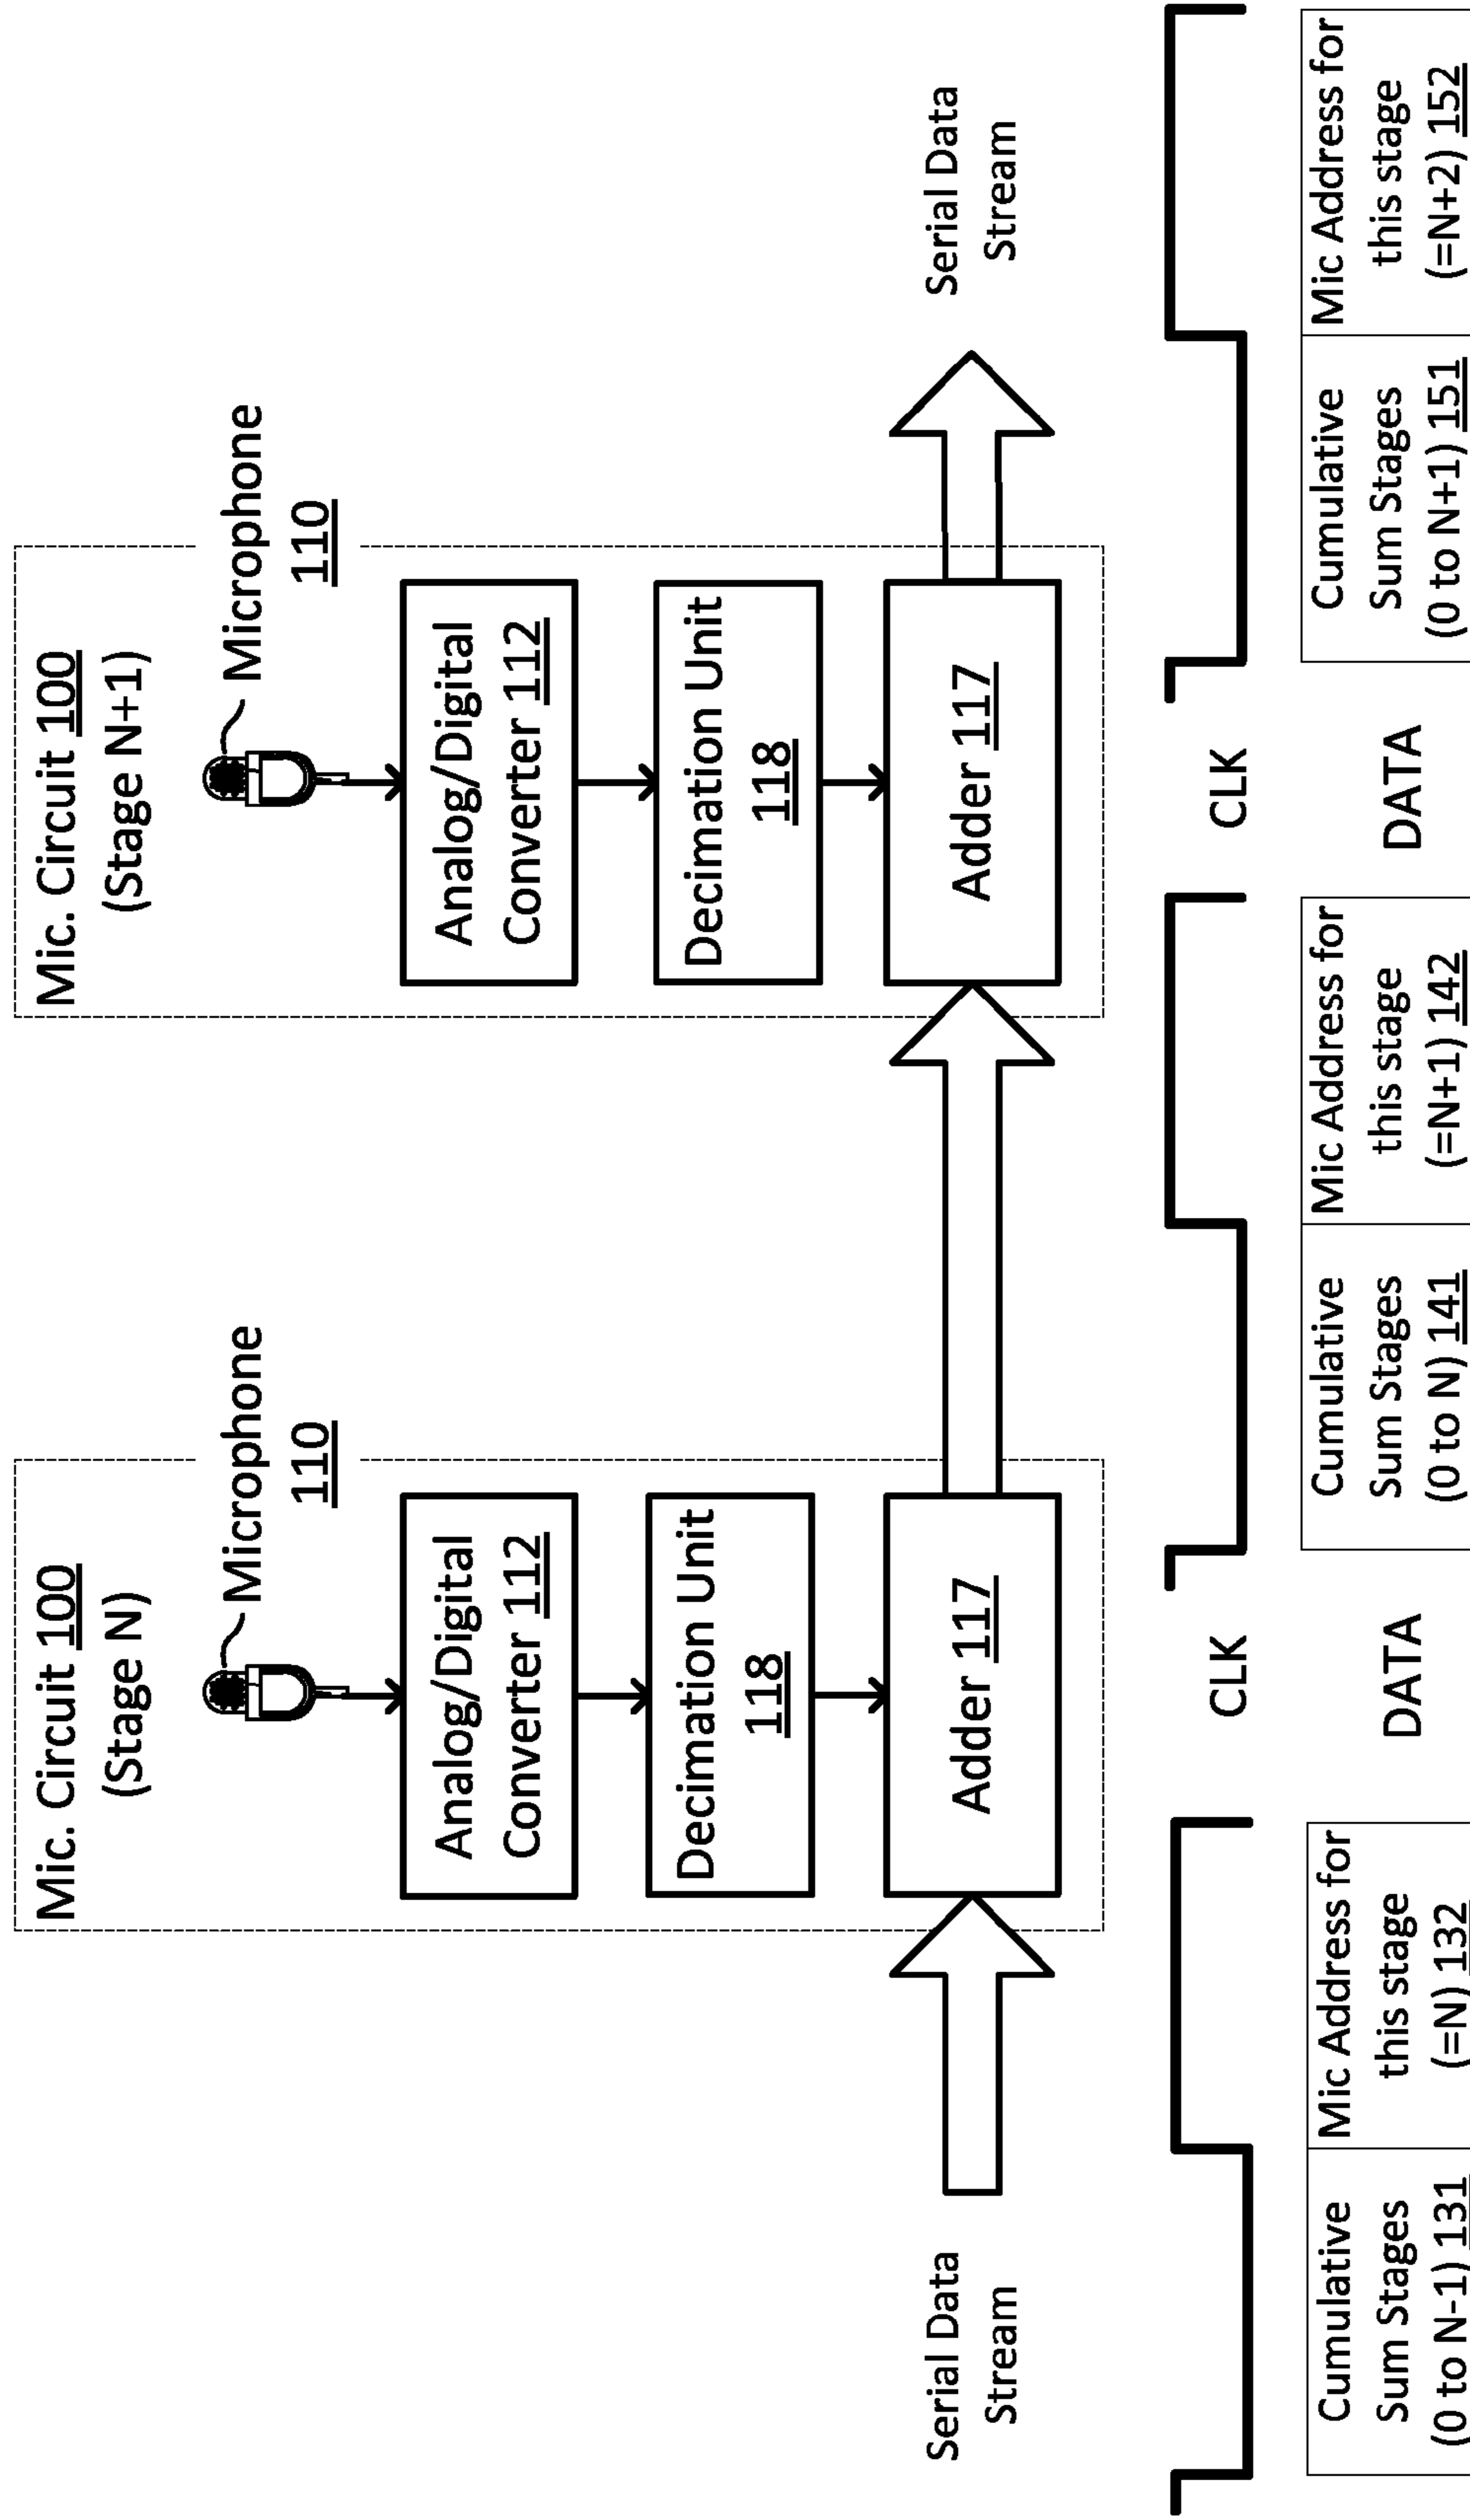 Mic. Circuit 100
(Stage N)
Microphone
110
Analog/Digital
Converter 112
Decimation Unit
118
Adder 117
Mic. Circuit 100
(Stage N+1)
Microphone
110
Analog/Digital
Converter 112
Decimation Unit
118
Adder 117
Serial Data
Stream
Serial Data
Stream
CLK
CLK
DATA
DATA
Cumulative
Sum Stages
(0 to N-1) 131
Mic Address for
this stage
(=N) 132
Cumulative
Sum Stages
(0 to N) 141
Mic Address for
this stage
(=N+1) 142
Cumulative
Sum Stages
(0 to N+1) 151
Mic Address for
this stage
(=N+2) 152